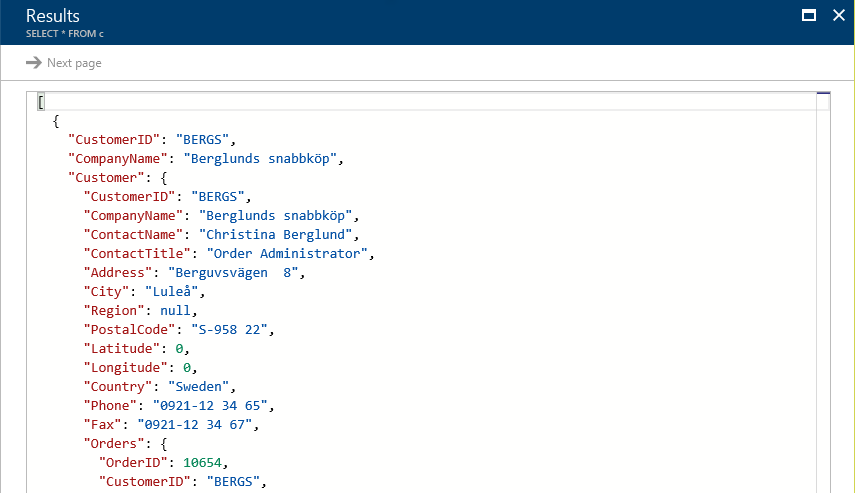 Results
SELECT * FROM c
Next page
[
{
"CustomerID": "BERGS",
"CompanyName": "Berglunds snabbköp",
"Customer": {
"CustomerID": "BERGS",
"CompanyName": "Berglunds snabbköp",
"ContactName": "Christina Berglund",
"ContactTitle": "Order Administrator",
"Address": "Berguvsvägen  8",
"City": "Luleå",
"Region": null,
"PostalCode": "S-958 22",
"Latitude": 0,
"Longitude": 0,
"Country": "Sweden",
"Phone": "0921-12 34 65",
"Fax": "0921-12 34 67",
"Orders": {
"OrderID": 10654,
"CustomerID": "BERGS",